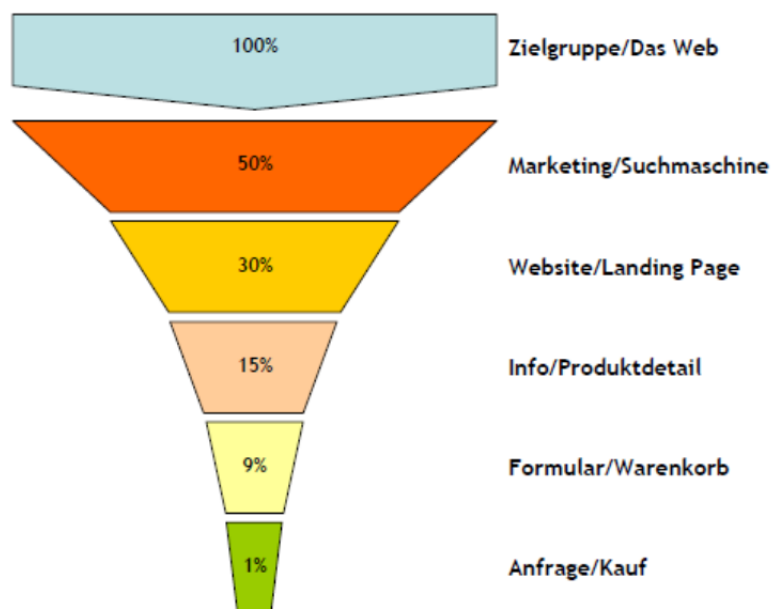 100% Zielgruppe/Das Web
50% Marketing/Suchmaschine
30% Website/Landing Page
15% Info/Produktdetail
9% Formular/Warenkorb
1% Anfrage/Kauf